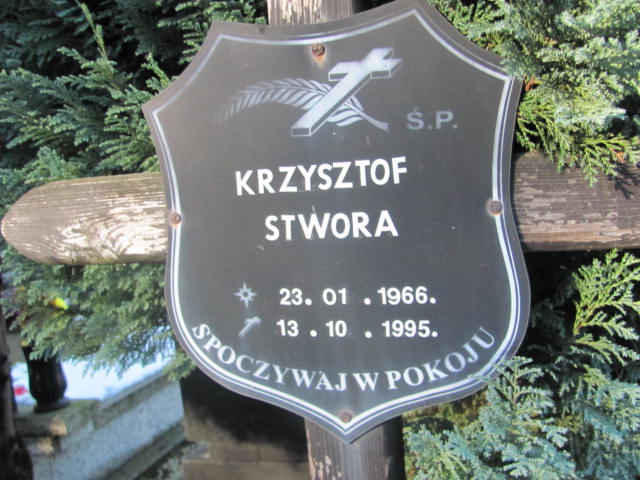 Ś.P.
KRZYSZTOF
STWORA
23. 01 .1966.
13 . 10 . 1995.
SPOCZYWAJ W POKOJU